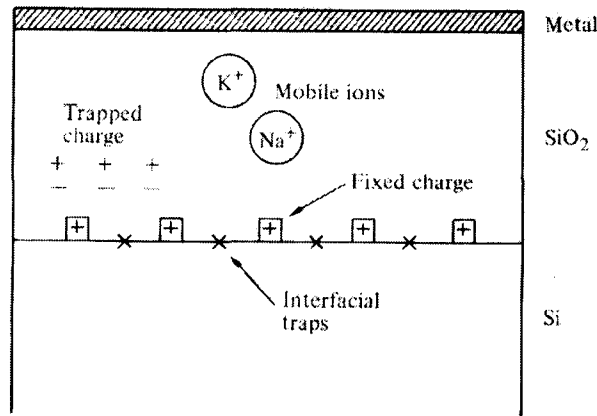 Metal
K+
Mobile ions
Trapped
charge
Na+
SiO2
+ + +
− − −
Fixed charge
+ + + + +
Interfacial
traps
Si